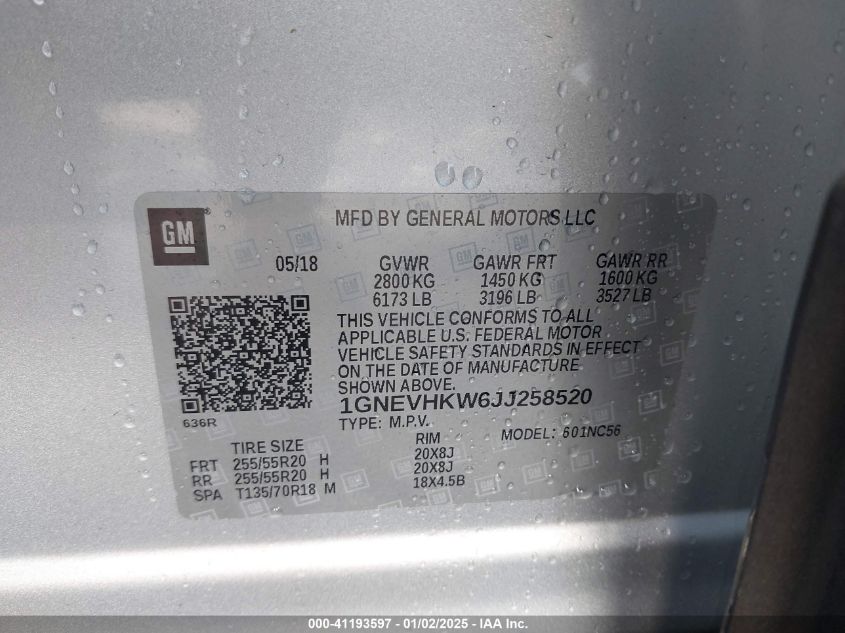 GM®
MFD BY GENERAL MOTORS LLC
05/18 GVWR GAWR FRT GAWR RR
2800 KG 1450 KG 1600 KG
6173 LB 3196 LB 3527 LB
THIS VEHICLE CONFORMS TO ALL
APPLICABLE U.S. FEDERAL MOTOR
VEHICLE SAFETY STANDARDS IN EFFECT
ON THE DATE OF MANUFACTURE
SHOWN ABOVE.
1GNEVHKW6JJ258520
636R
TYPE: M.P.V. MODEL: 601NC56
TIRE SIZE RIM
FRT 255/55R20 H 20X8J
RR 255/55R20 H 20X8J
SPA T135/70R18 M 18X4.5B
000-41193597 - 01/02/2025 - IAA Inc.